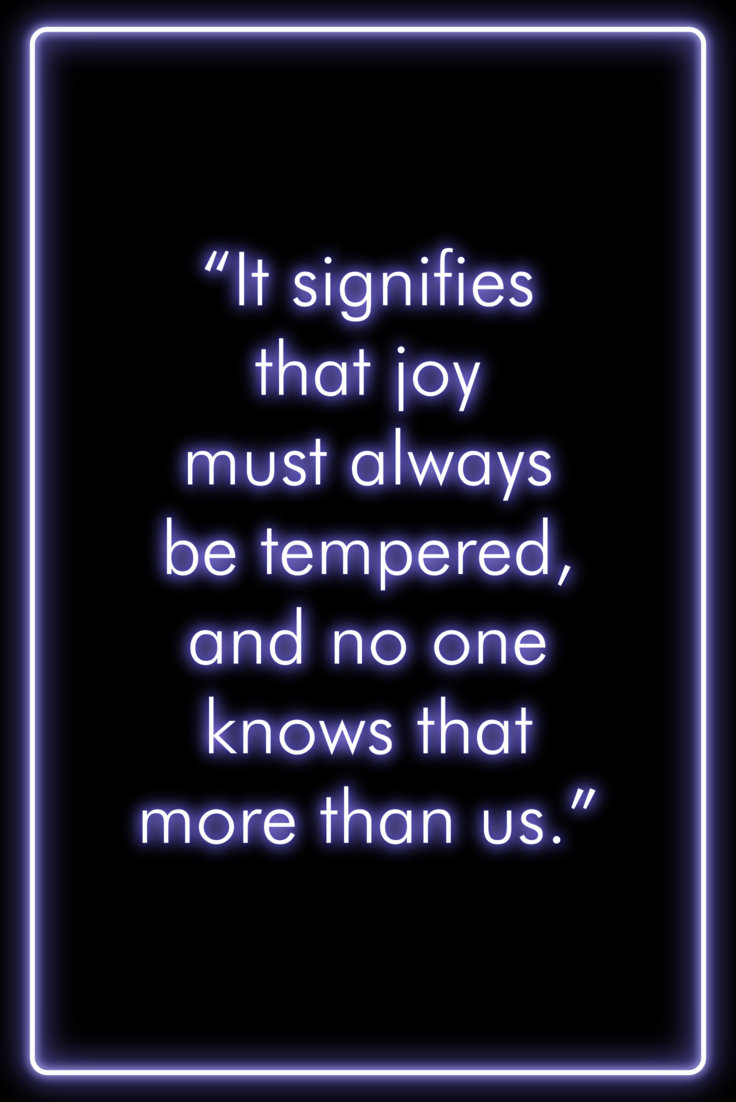 “It signifies
that joy
must always
be tempered,
and no one
knows that
more than us.”